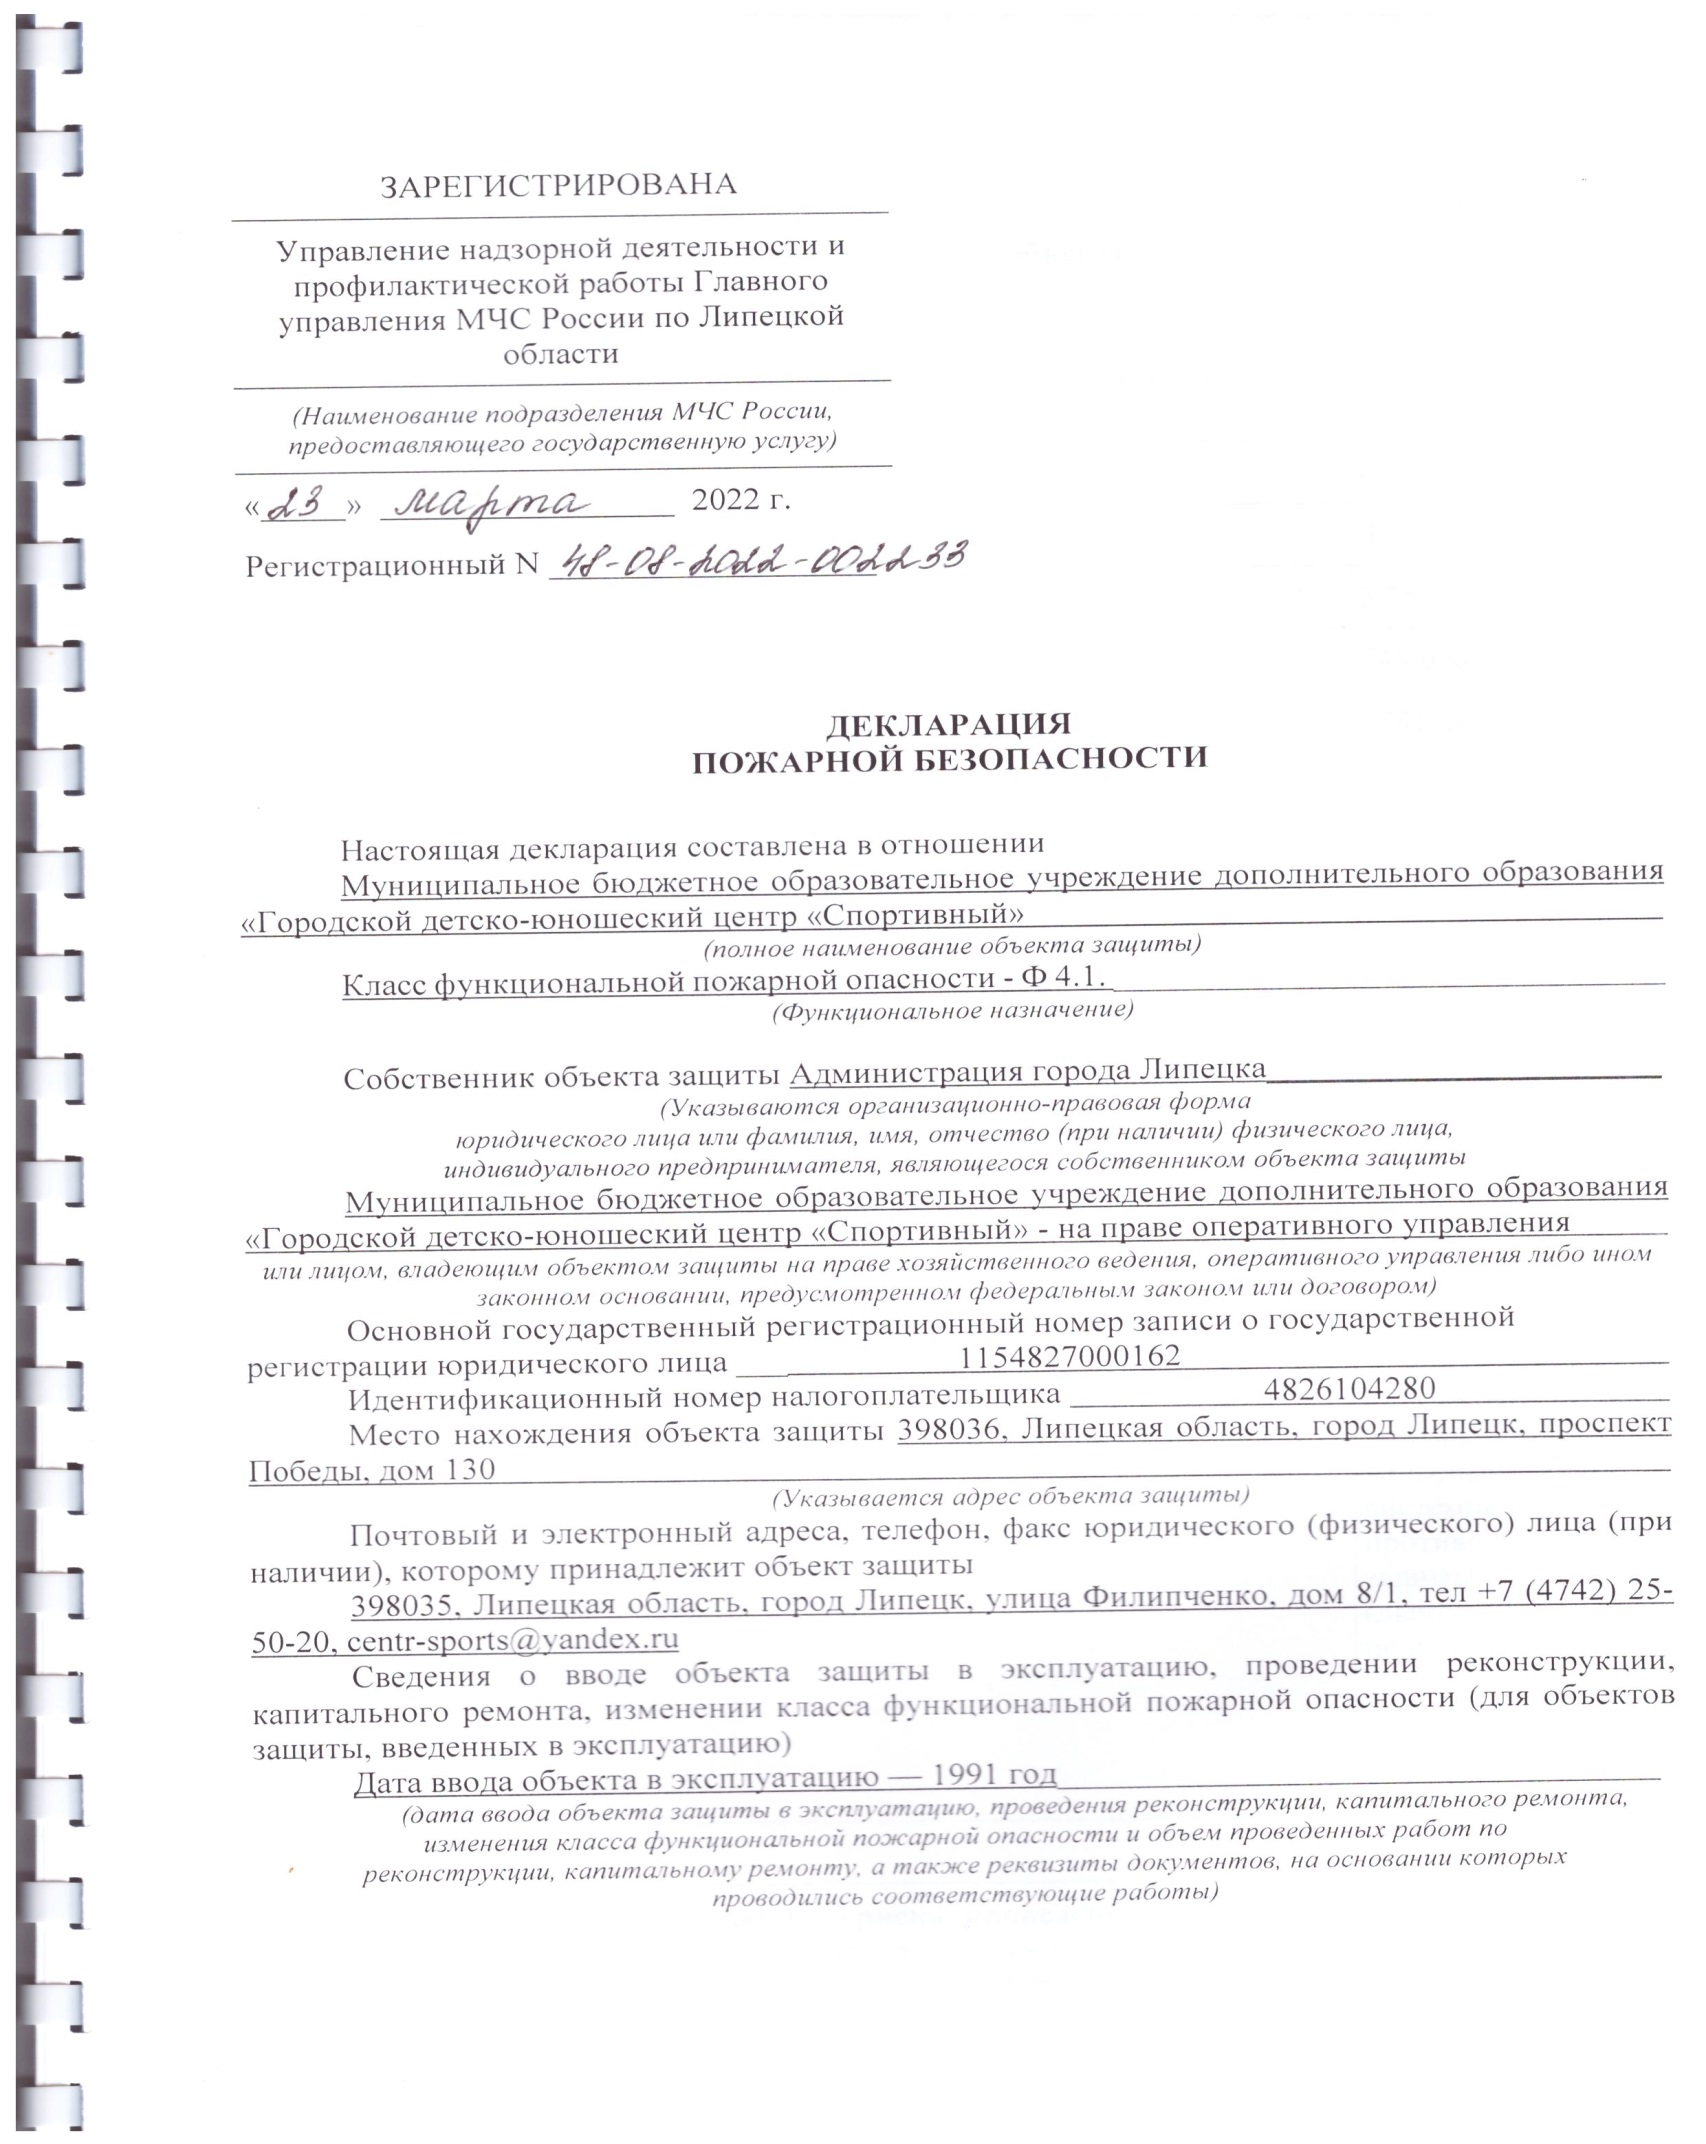 ЗАРЕГИСТРИРОВАНА
Управление надзорной деятельности и
профилактической работы Главного
управления МЧС России по Липецкой
области
(Наименование подразделения МЧС России,
предоставляющего государственную услугу)
«23» марта 2022 г.
Регистрационный N 48-08-2022-002233
ДЕКЛАРАЦИЯ
ПОЖАРНОЙ БЕЗОПАСНОСТИ
Настоящая декларация составлена в отношении
Муниципальное бюджетное образовательное учреждение дополнительного образования
«Городской детско-юношеский центр «Спортивный»
(полное наименование объекта защиты)
Класс функциональной пожарной опасности - Ф 4.1.
(Функциональное назначение)
Собственник объекта защиты Администрация города Липецка
(Указываются организационно-правовая форма
юридического лица или фамилия, имя, отчество (при наличии) физического лица,
индивидуального предпринимателя, являющегося собственником объекта защиты
Муниципальное бюджетное образовательное учреждение дополнительного образования
«Городской детско-юношеский центр «Спортивный» - на праве оперативного управления
или лицом, владеющим объектом защиты на праве хозяйственного ведения, оперативного управления либо ином
законном основании, предусмотренном федеральным законом или договором)
Основной государственный регистрационный номер записи о государственной
регистрации юридического лица 1154827000162
Идентификационный номер налогоплательщика 4826104280
Место нахождения объекта защиты 398036, Липецкая область, город Липецк, проспект
Победы, дом 130
(Указывается адрес объекта защиты)
Почтовый и электронный адреса, телефон, факс юридического (физического) лица (при
наличии), которому принадлежит объект защиты
398035, Липецкая область, город Липецк, улица Филипченко, дом 8/1, тел +7 (4742) 25-
50-20, centr-sports@yandex.ru
Сведения о вводе объекта защиты в эксплуатацию, проведении реконструкции,
капитального ремонта, изменении класса функциональной пожарной опасности (для объектов
защиты, введенных в эксплуатацию)
Дата ввода объекта в эксплуатацию — 1991 год
(дата ввода объекта защиты в эксплуатацию, проведения реконструкции, капитального ремонта,
изменения класса функциональной пожарной опасности и объем проведенных работ по
реконструкции, капитальному ремонту, а также реквизиты документов, на основании которых
проводились соответствующие работы)